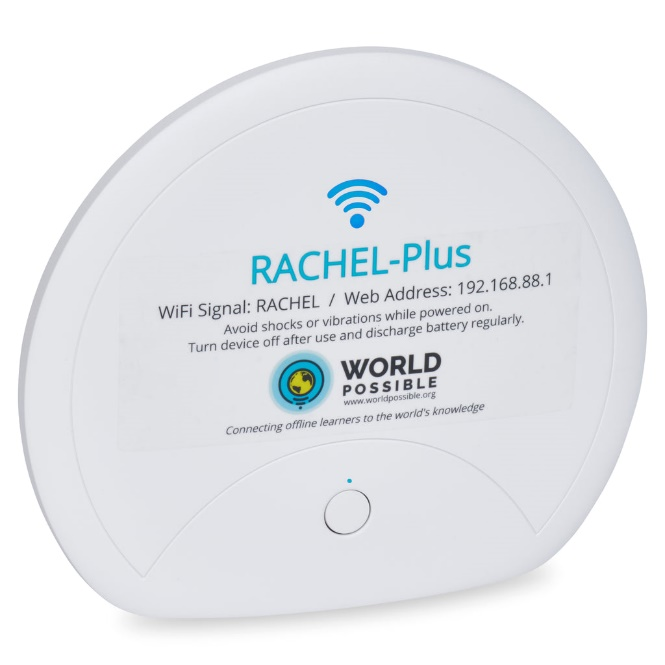 RACHEL-Plus
WiFi Signal: RACHEL / Web Address: 192.168.88.1
Avoid shocks or vibrations while powered on.
Turn device off after use and discharge battery regularly.
WORLD
POSSIBLE
www.worldpossible.org
Connecting offline learners to the world's knowledge